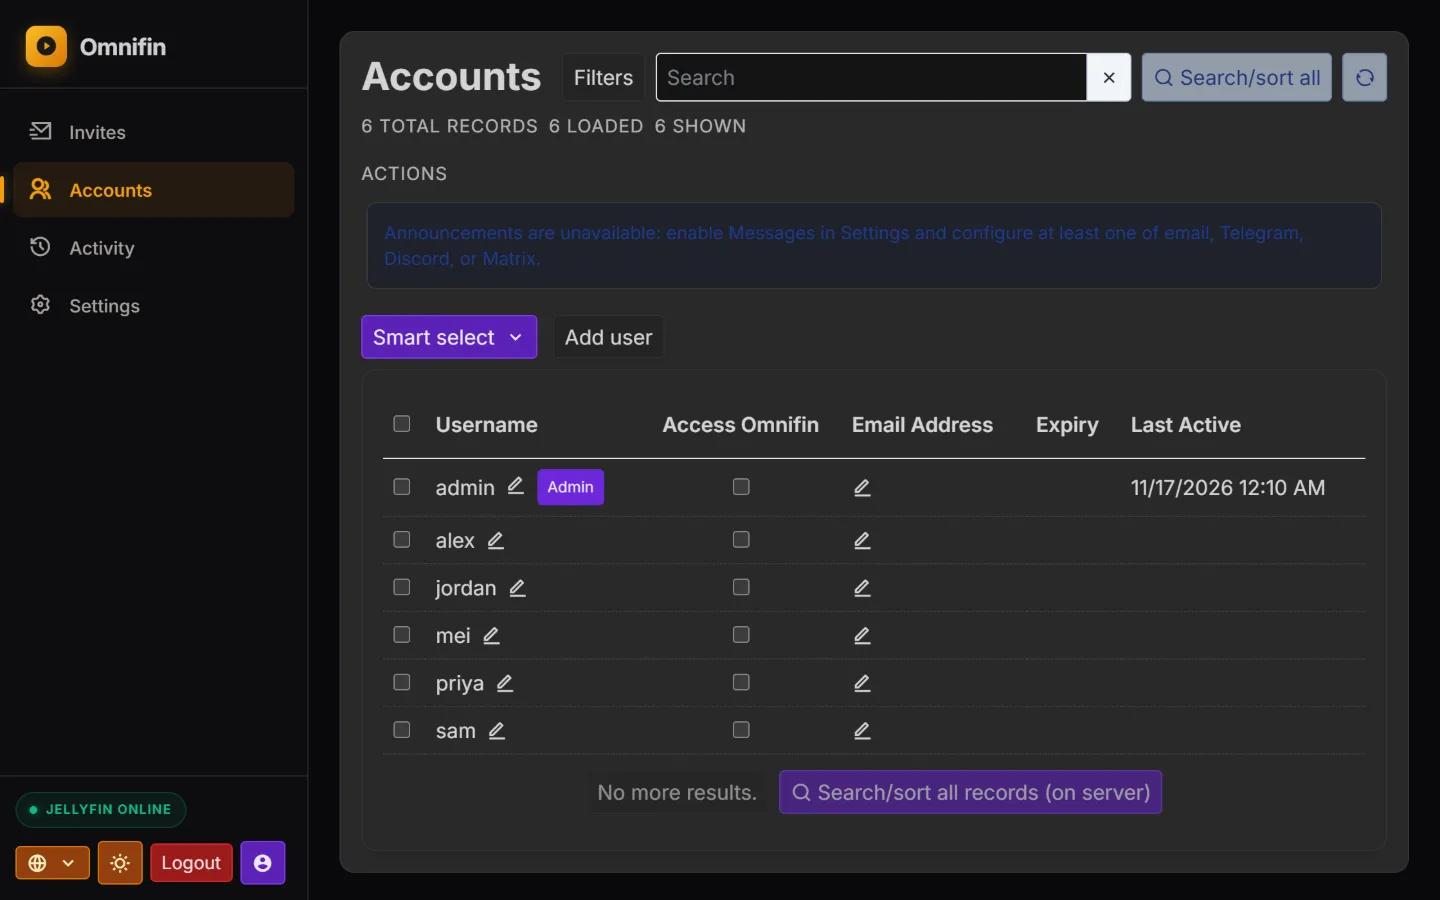 Omnifin
Invites
Accounts
Activity
Settings
JELLYFIN ONLINE
Logout
Accounts
Filters
Search
Search/sort all
6 TOTAL RECORDS 6 LOADED 6 SHOWN
ACTIONS
Announcements are unavailable: enable Messages in Settings and configure at least one of email, Telegram,
Discord, or Matrix.
Smart select
Add user
Username Access Omnifin Email Address Expiry Last Active
admin Admin 11/17/2026 12:10 AM
alex
jordan
mei
priya
sam
No more results.
Search/sort all records (on server)